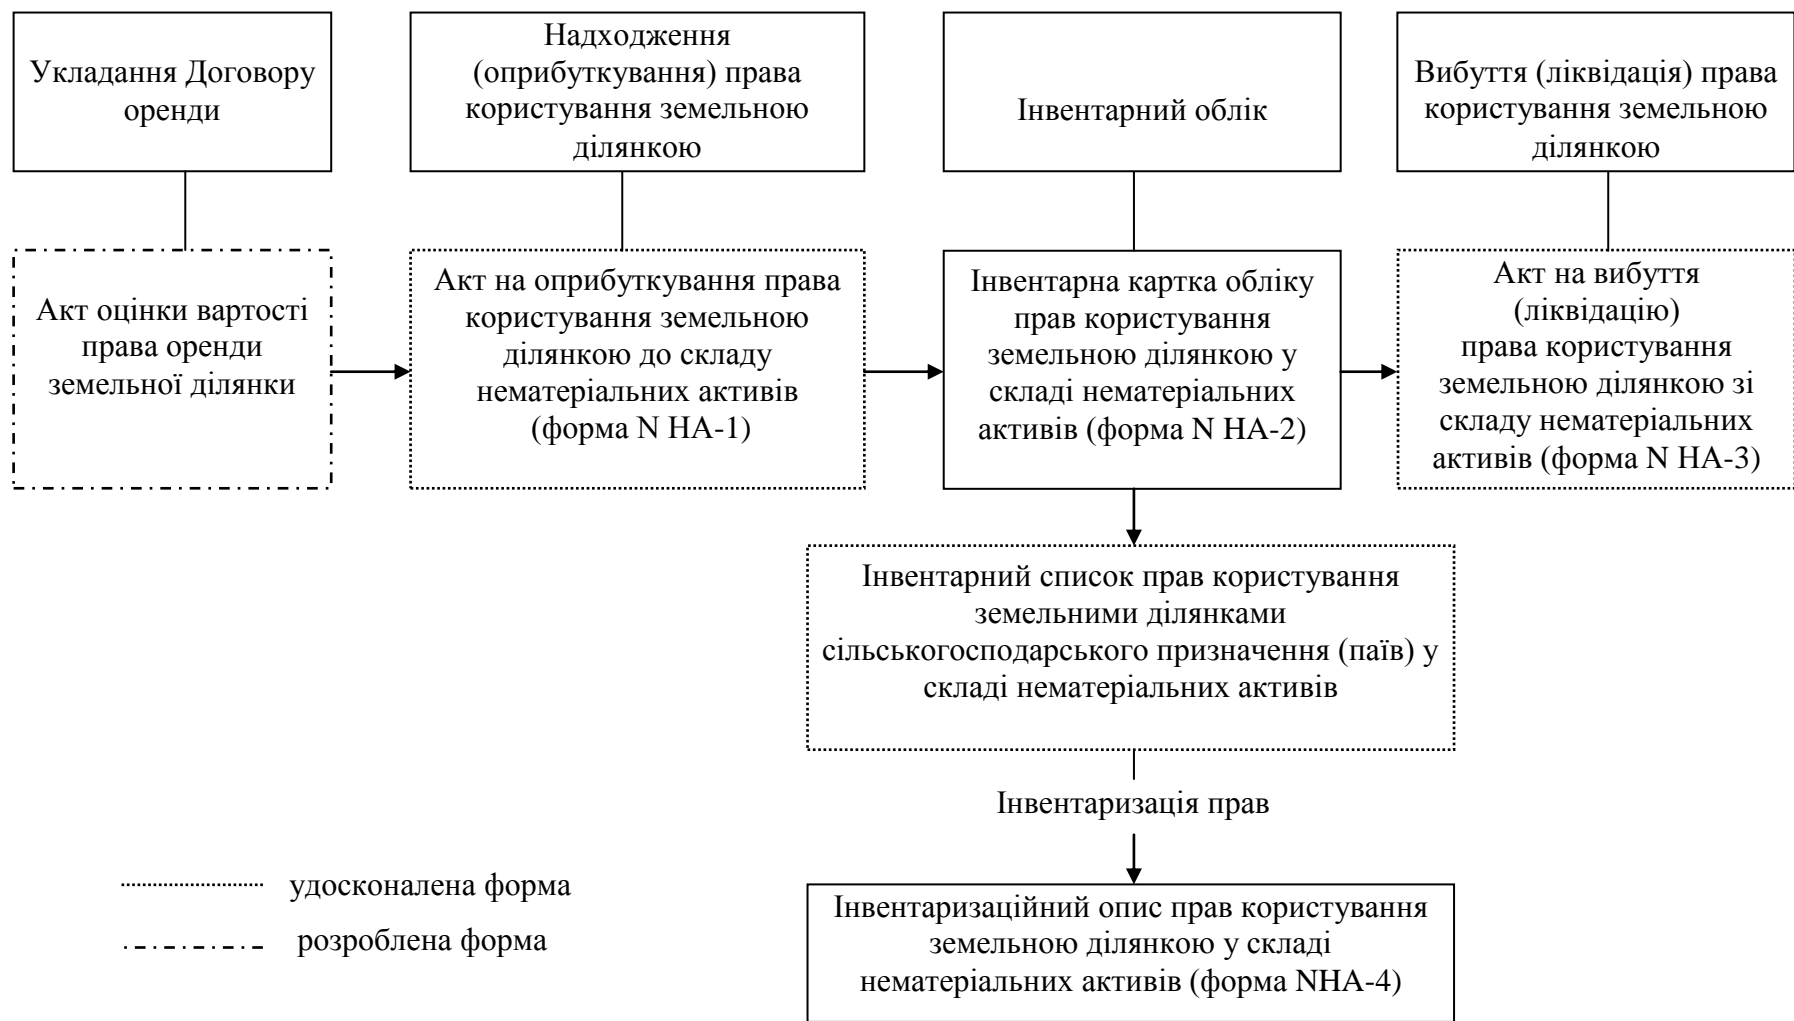 Укладання Договору
оренди
Надходження
(оприбуткування) права
користування земельною
ділянкою
Інвентарний облік
Вибуття (ліквідація) права
користування земельною
ділянкою
Акт оцінки вартості
права оренди
земельної ділянки
Акт на оприбуткування права
користування земельною
ділянкою до складу
нематеріальних активів
(форма N НА-1)
Інвентарна картка обліку
прав користування
земельною ділянкою у
складі нематеріальних
активів (форма N НА-2)
Акт на вибуття
(ліквідацію)
права користування
земельною ділянкою зі
складу нематеріальних
активів (форма N НА-3)
Інвентарний список прав користування
земельними ділянками
сільськогосподарського призначення (паїв) у
складі нематеріальних активів
Інвентаризація прав
Інвентаризаційний опис прав користування
земельною ділянкою у складі
нематеріальних активів (форма NНА-4)
удосконалена форма
розроблена форма